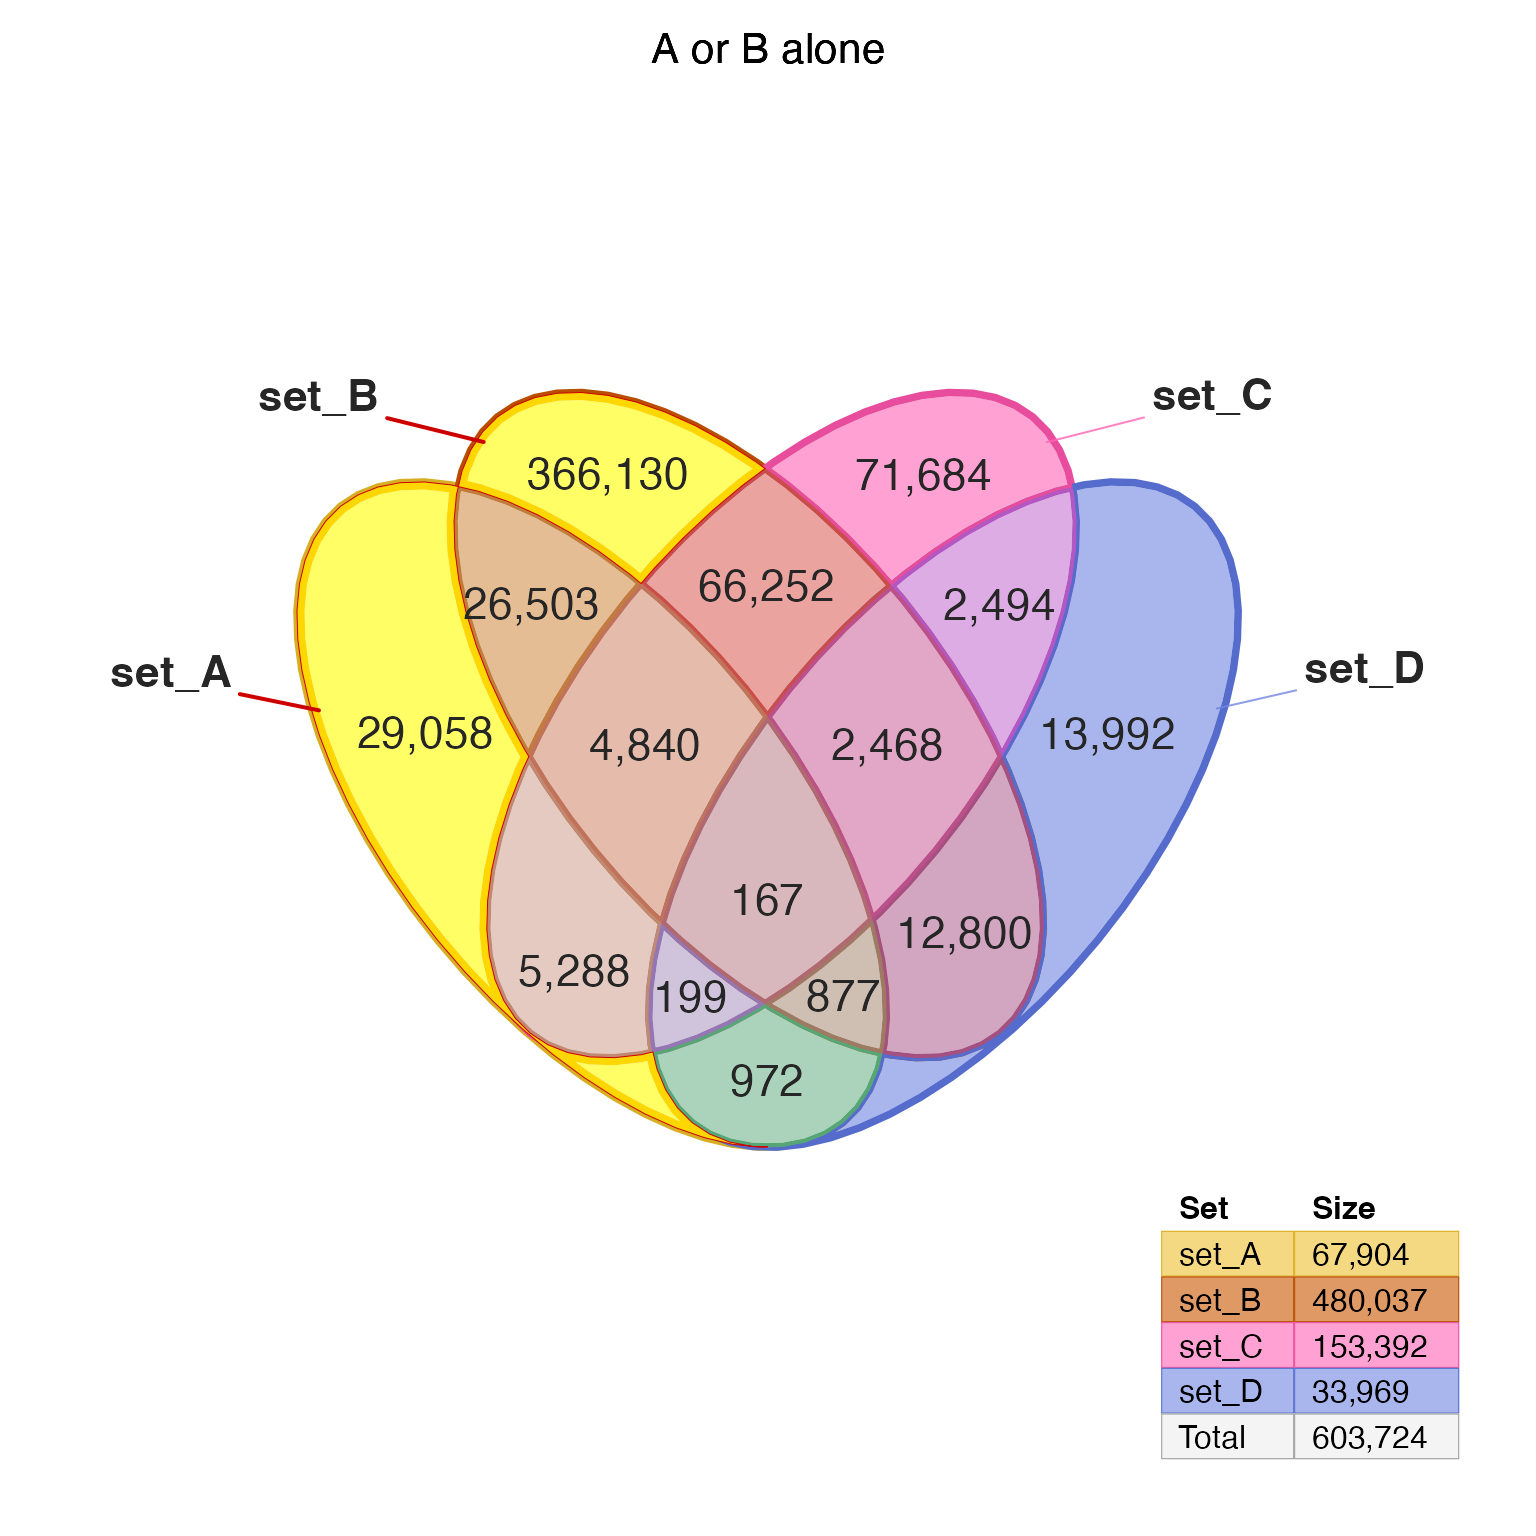 A or B alone
set_B
set_C
366,130
71,684
66,252
26,503
2,494
set_A
set_D
29,058
4,840
2,468
13,992
167
12,800
5,288
199
877
972
Set Size
set_A 67,904
set_B 480,037
set_C 153,392
set_D 33,969
Total 603,724